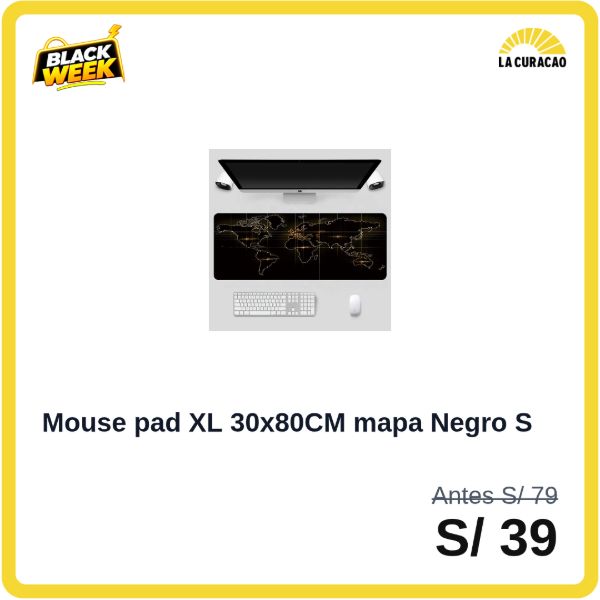 BLACK
WEEK
LA CURACAO
Mouse pad XL 30x80CM mapa Negro S
Antes S/ 79
S/ 39